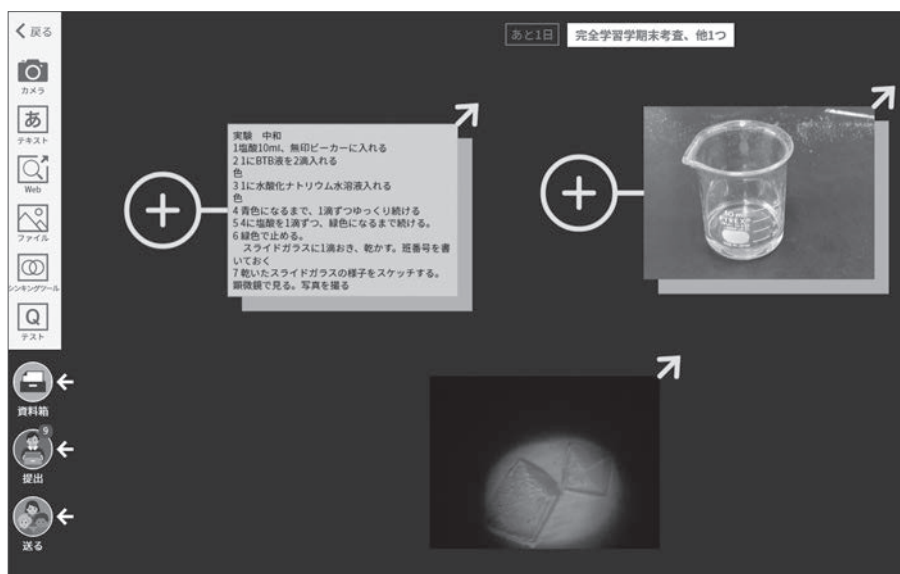 戻る
あと1日
完全学習学期末考査、他1つ
カメラ
あ
テキスト
Web
ファイル
シンキングツール
Q
テスト
資料箱
9
提出
送る
実験　中和
1塩酸10ml、無印ビーカーに入れる
2 1にBTB液を2滴入れる
色
3 1に水酸化ナトリウム水溶液入れる
色
4 青色になるまで、1滴ずつゆっくり続ける
5 4に塩酸を1滴ずつ、緑色になるまで続ける。
6 緑色で止める。
　スライドガラスに1滴おき、乾かす。班番号を書
いておく
7 乾いたスライドガラスの様子をスケッチする。
顕微鏡で見る。写真を撮る